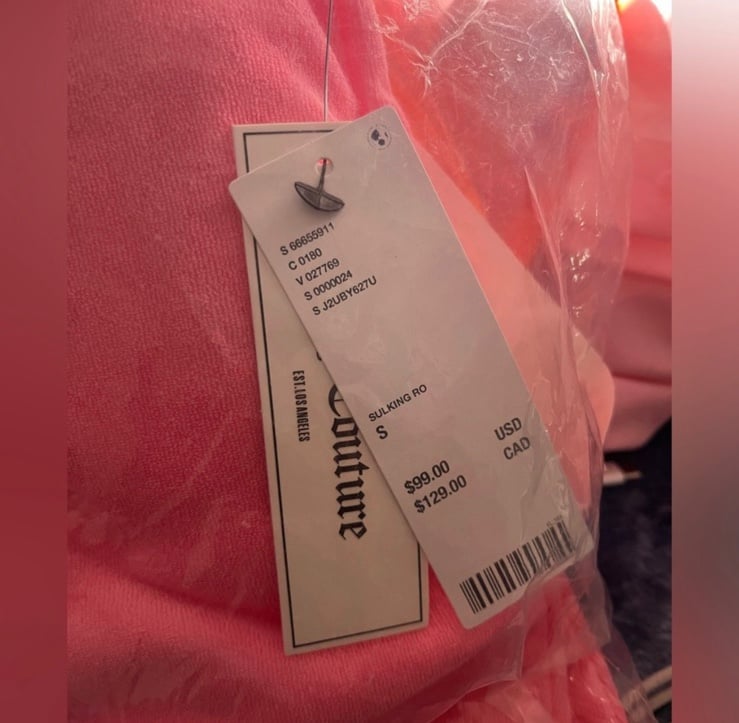 S 66655911
C 0180
V 027769
S 0000024
S J2UBY627U
SULKING RO
S
$99.00 USD
$129.00 CAD
Couture
EST. LOS ANGELES